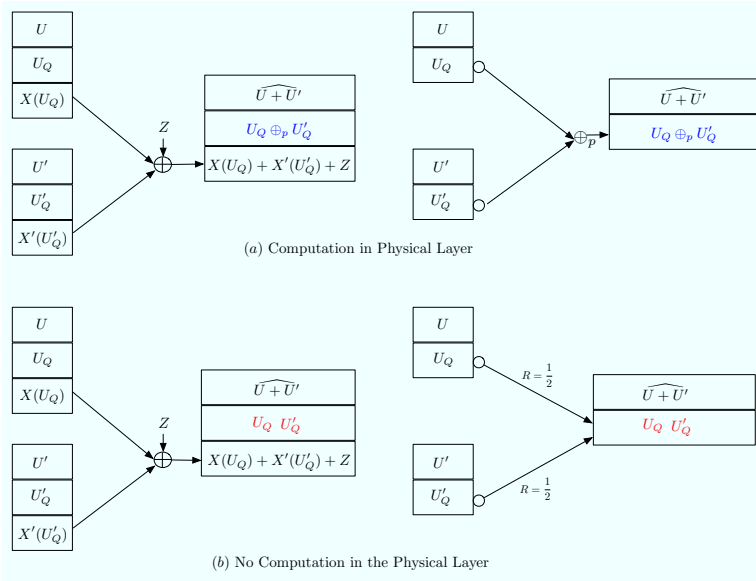 U
U_Q
X(U_Q)
Z
U'
U'_Q
X'(U'_Q)
\widehat{U + U'}
U_Q ⊕_p U'_Q
X(U_Q) + X'(U'_Q) + Z
U
U_Q
U'
U'_Q
⊕_p
\widehat{U + U'}
U_Q ⊕_p U'_Q
(a) Computation in Physical Layer
U
U_Q
X(U_Q)
Z
U'
U'_Q
X'(U'_Q)
\widehat{U + U'}
U_Q U'_Q
X(U_Q) + X'(U'_Q) + Z
U
U_Q
R = 1/2
U'
U'_Q
R = 1/2
\widehat{U + U'}
U_Q U'_Q
(b) No Computation in the Physical Layer